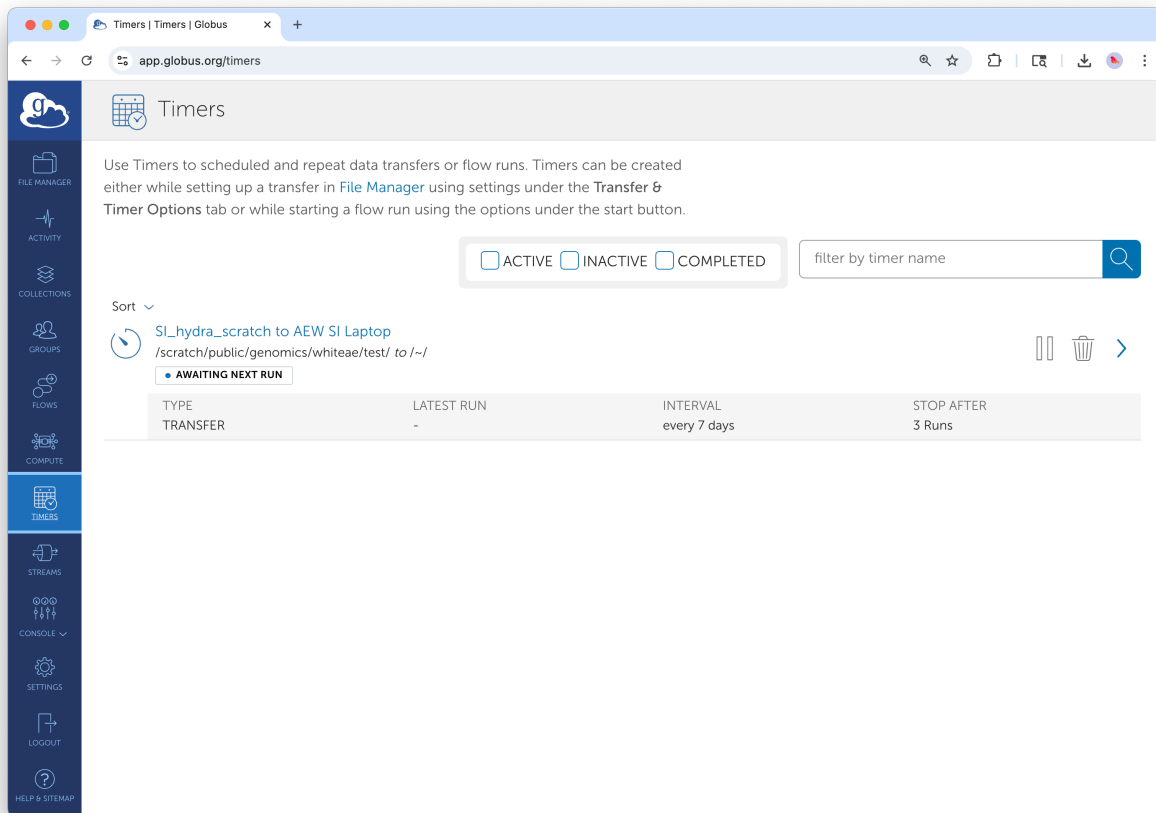 Timers | Timers | Globus
app.globus.org/timers
g
Timers
FILE MANAGER
ACTIVITY
COLLECTIONS
GROUPS
FLOWS
COMPUTE
TIMERS
STREAMS
CONSOLE
SETTINGS
LOGOUT
HELP & SITEMAP
Use Timers to scheduled and repeat data transfers or flow runs. Timers can be created
either while setting up a transfer in File Manager using settings under the Transfer &
Timer Options tab or while starting a flow run using the options under the start button.
ACTIVE INACTIVE COMPLETED
filter by timer name
Sort
SI_hydra_scratch to AEW SI Laptop
/scratch/public/genomics/whiteae/test/ to /~/
AWAITING NEXT RUN
TYPE LATEST RUN INTERVAL STOP AFTER
TRANSFER - every 7 days 3 Runs